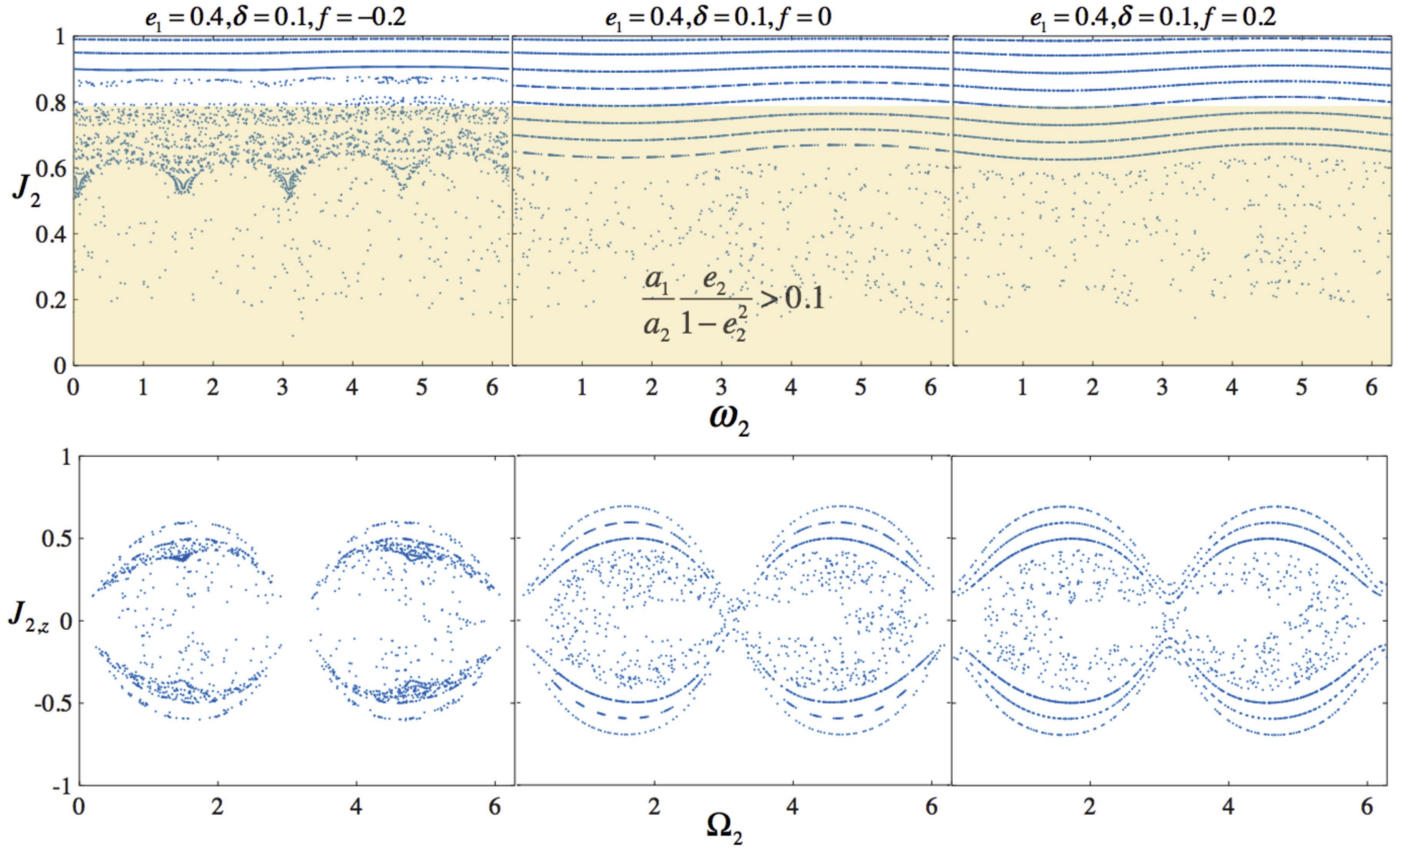 e₁ = 0.4, δ = 0.1, f = −0.2
e₁ = 0.4, δ = 0.1, f = 0
e₁ = 0.4, δ = 0.1, f = 0.2
1
0.8
0.6
J₂
0.4
0.2
0
a₁/a₂ e₂/(1 − e₂²) > 0.1
0 1 2 3 4 5 6
1 2 3 4 5 6
1 2 3 4 5 6
ω₂
1
0.5
J₂,z 0
-0.5
-1
0 2 4 6
2 4 6
2 4 6
Ω₂